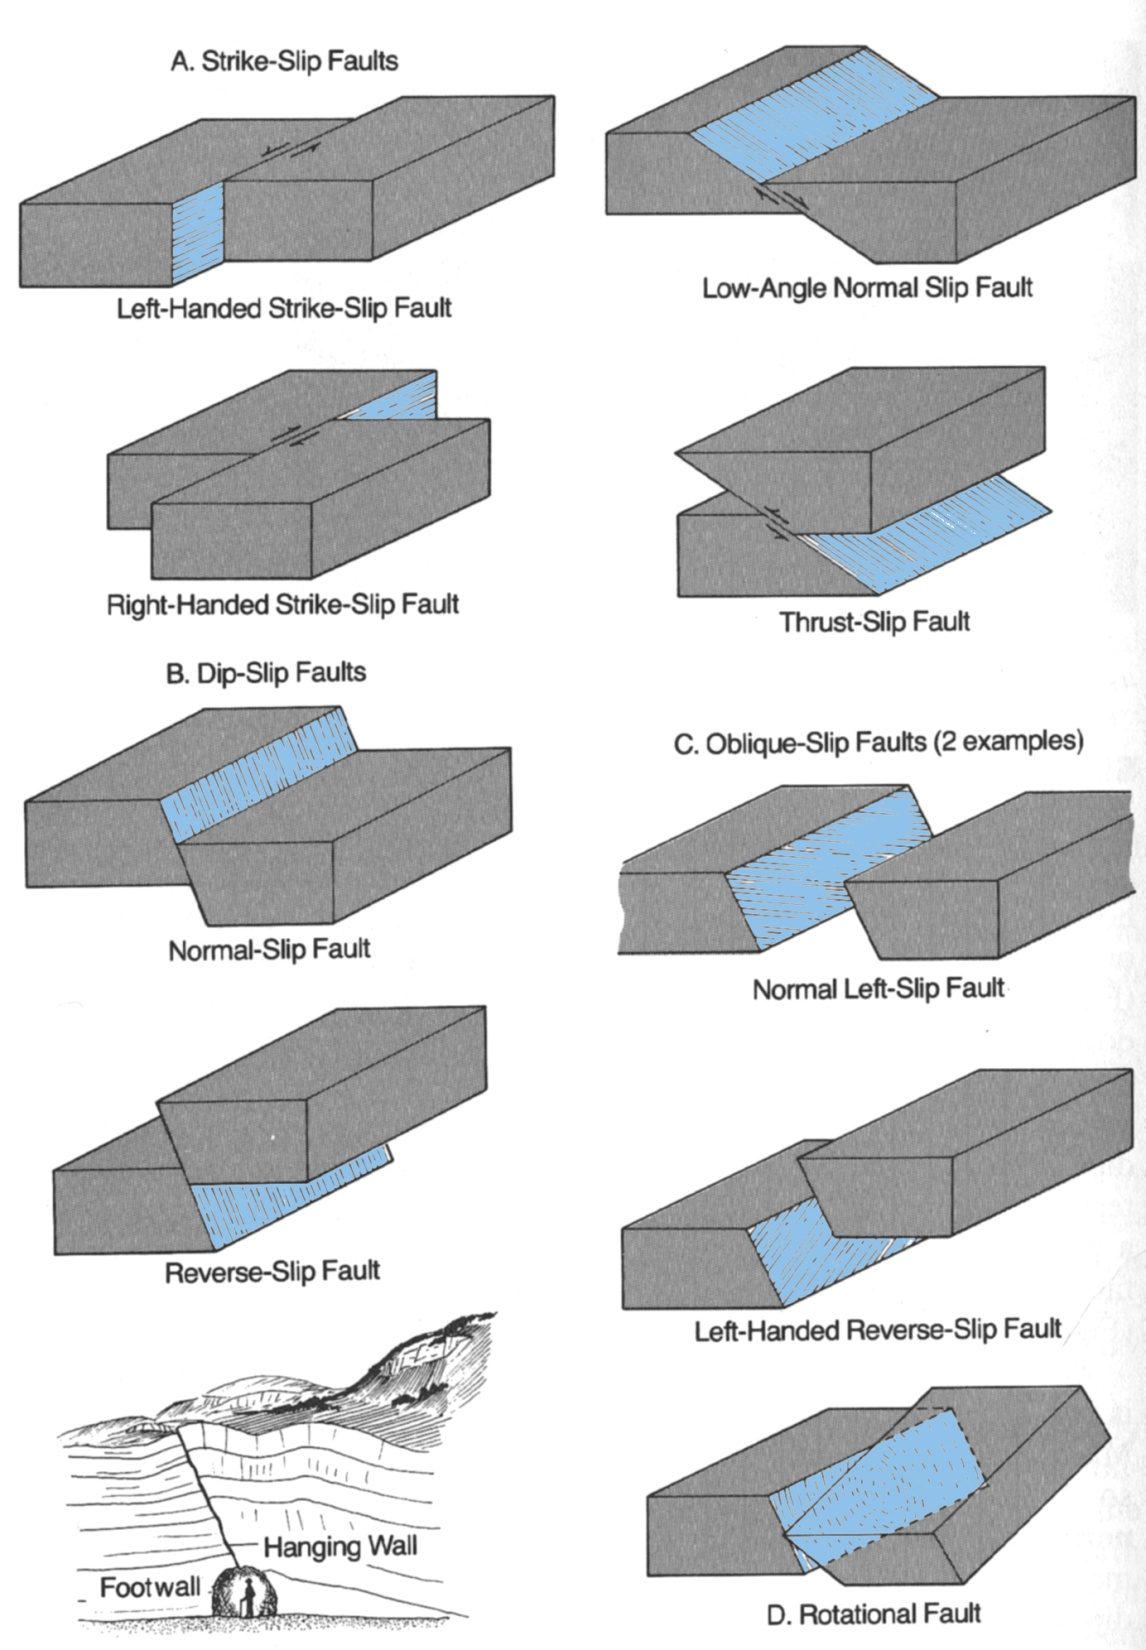 A. Strike-Slip Faults
Left-Handed Strike-Slip Fault
Right-Handed Strike-Slip Fault
B. Dip-Slip Faults
Normal-Slip Fault
Reverse-Slip Fault
Hanging Wall
Footwall
Low-Angle Normal Slip Fault
Thrust-Slip Fault
C. Oblique-Slip Faults (2 examples)
Normal Left-Slip Fault
Left-Handed Reverse-Slip Fault
D. Rotational Fault